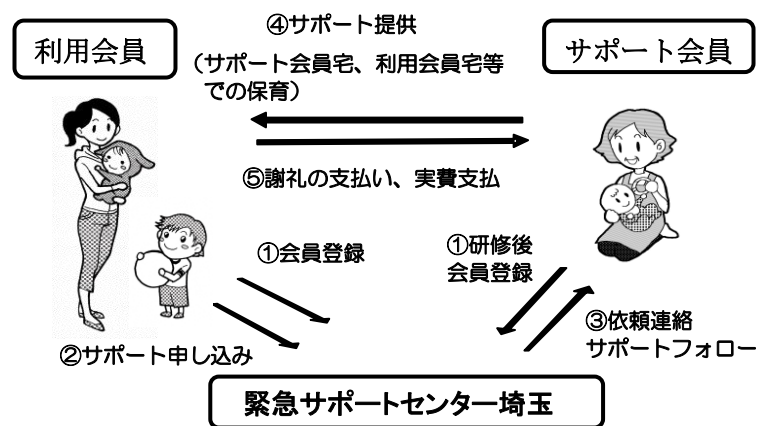 ④サポート提供
利用会員
サポート会員
（サポート会員宅、利用会員宅等
での保育）
⑤謝礼の支払い、実費支払
①会員登録
①研修後
会員登録
③依頼連絡
サポートフォロー
②サポート申し込み
緊急サポートセンター埼玉